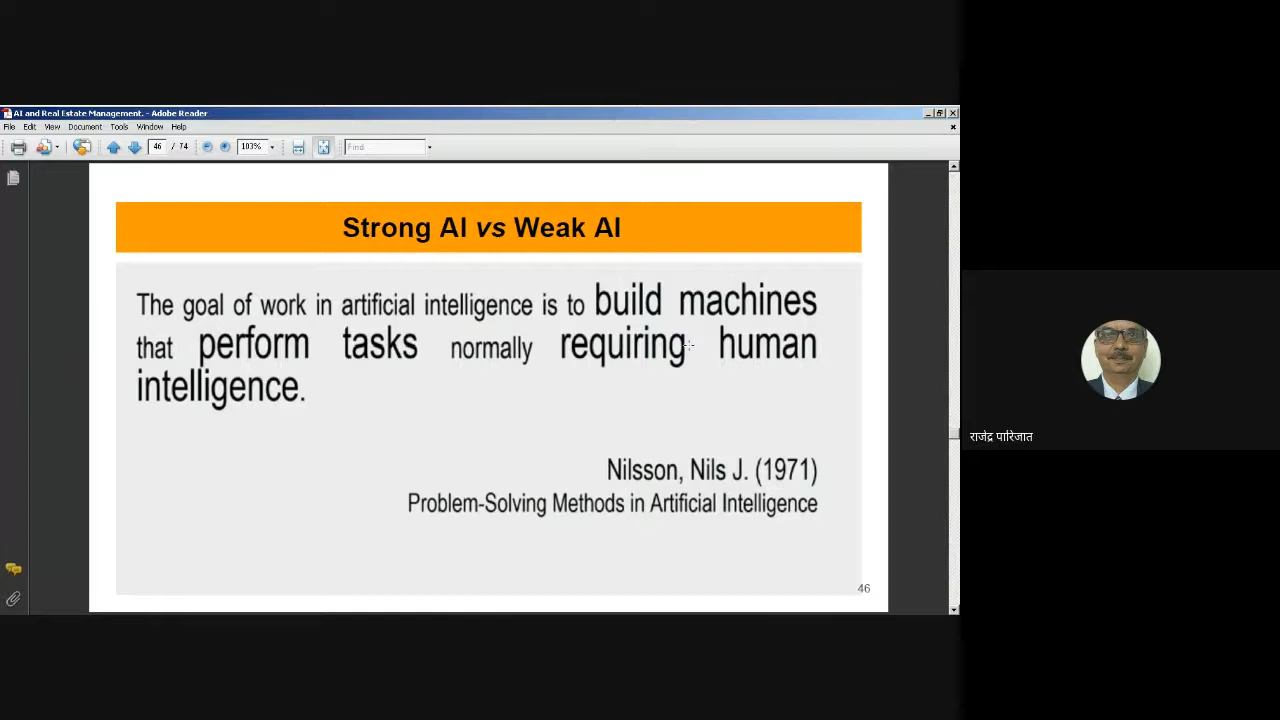 AI and Real Estate Management. - Adobe Reader
File Edit View Document Tools Window Help
46 / 74 103% Find
Strong AI vs Weak AI
The goal of work in artificial intelligence is to build machines
that perform tasks normally requiring human
intelligence.
Nilsson, Nils J. (1971)
Problem-Solving Methods in Artificial Intelligence
46
राजेंद्र पारिजात